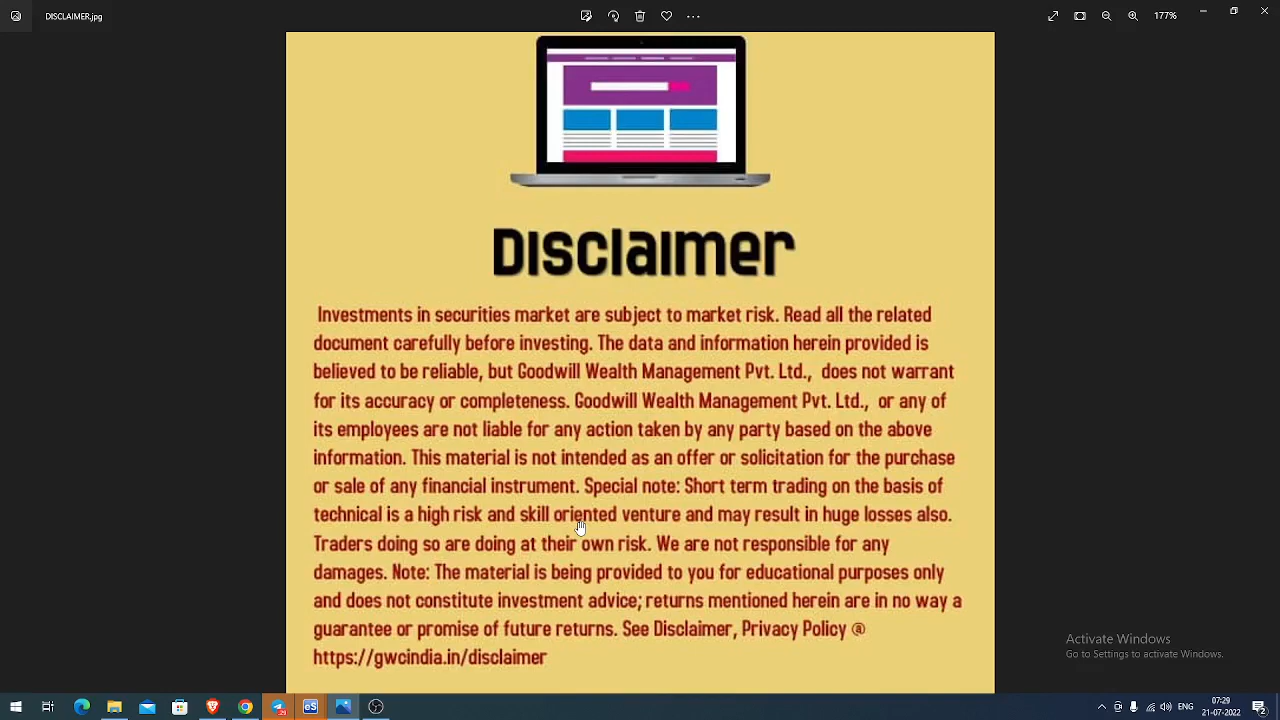 DISCLAIMER.jpg
177%
Disclaimer
Investments in securities market are subject to market risk. Read all the related
document carefully before investing. The data and information herein provided is
believed to be reliable, but Goodwill Wealth Management Pvt. Ltd., does not warrant
for its accuracy or completeness. Goodwill Wealth Management Pvt. Ltd., or any of
its employees are not liable for any action taken by any party based on the above
information. This material is not intended as an offer or solicitation for the purchase
or sale of any financial instrument. Special note: Short term trading on the basis of
technical is a high risk and skill oriented venture and may result in huge losses also.
Traders doing so are doing at their own risk. We are not responsible for any
damages. Note: The material is being provided to you for educational purposes only
and does not constitute investment advice; returns mentioned herein are in no way a
guarantee or promise of future returns. See Disclaimer, Privacy Policy @
https://gwcindia.in/disclaimer
Activate Windows
Go to Settings to activate Windows.
ENG
07:29
21-07-2022